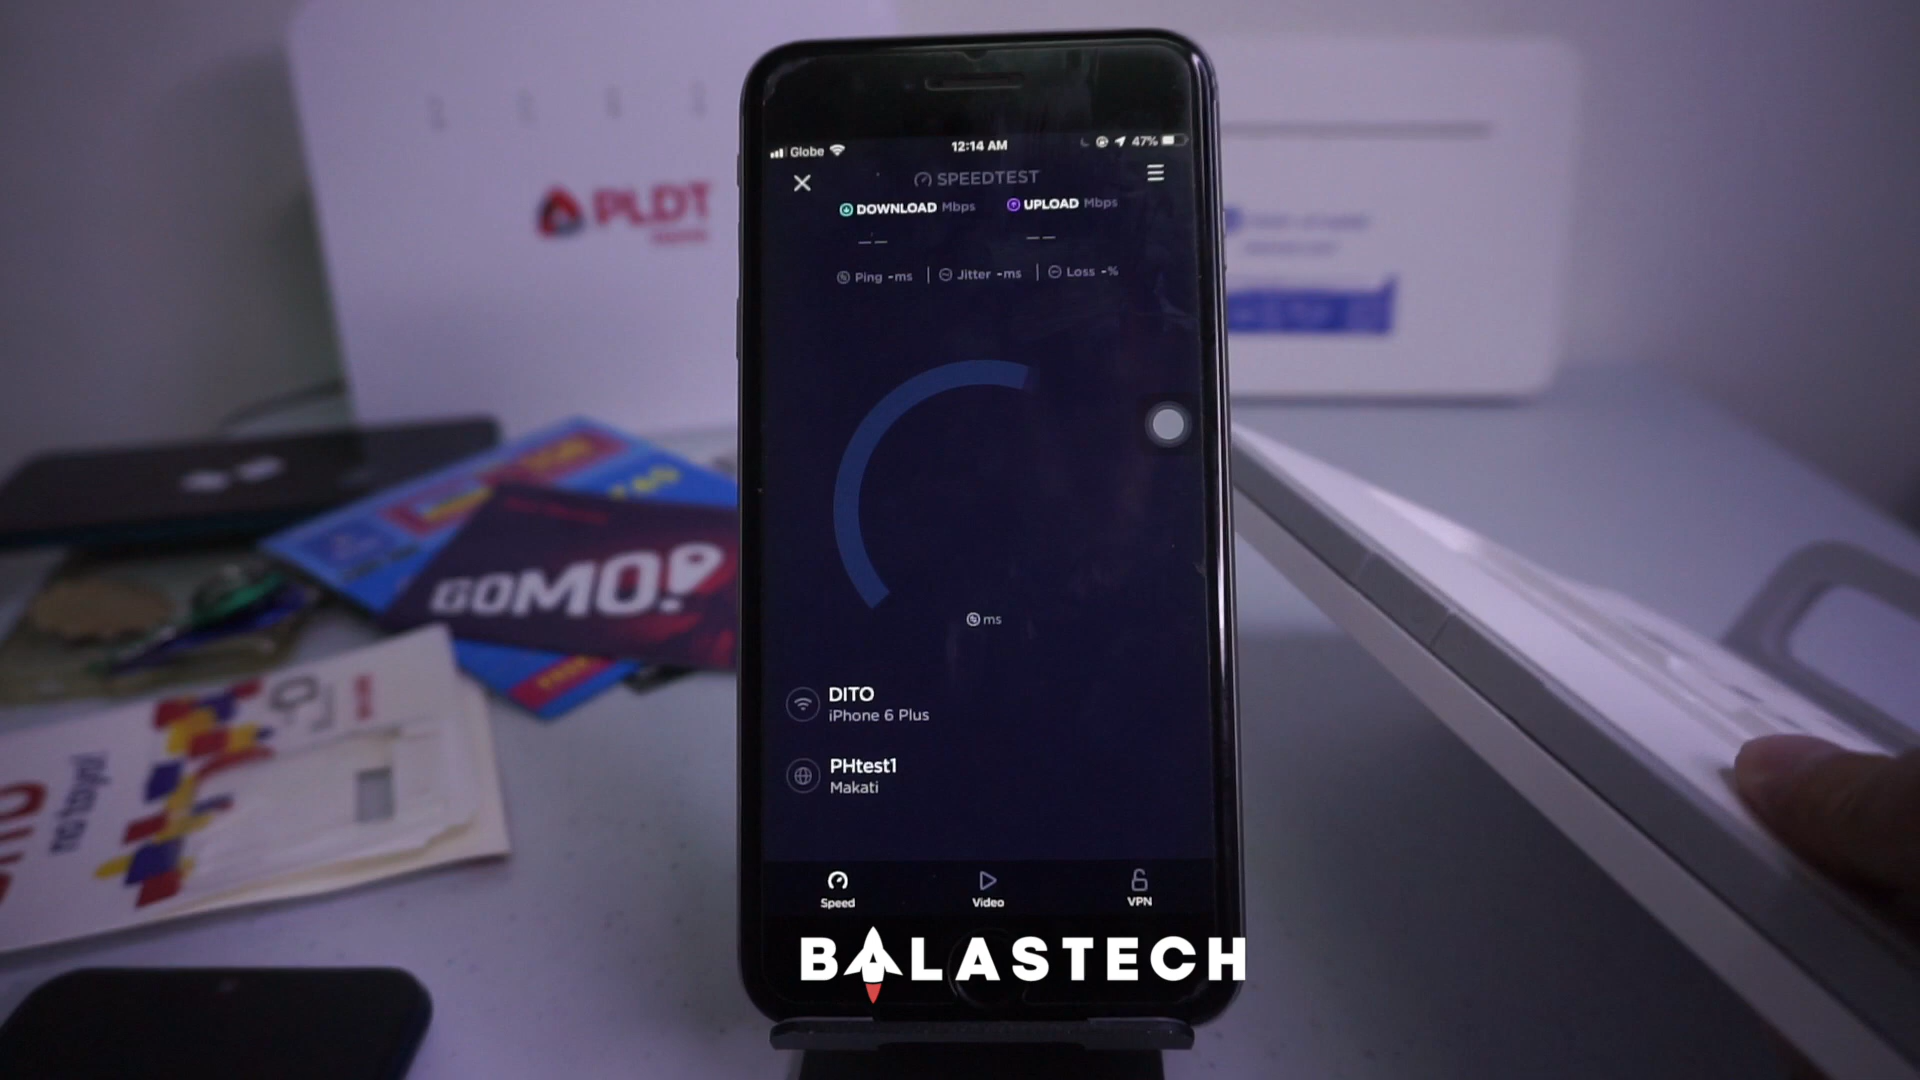 Globe
12:14 AM
47%
SPEEDTEST
DOWNLOAD Mbps
UPLOAD Mbps
Ping -ms
Jitter -ms
Loss -%
ms
DITO
iPhone 6 Plus
PHtest1
Makati
Speed
Video
VPN
BALASTECH
PLDT
GOMO!